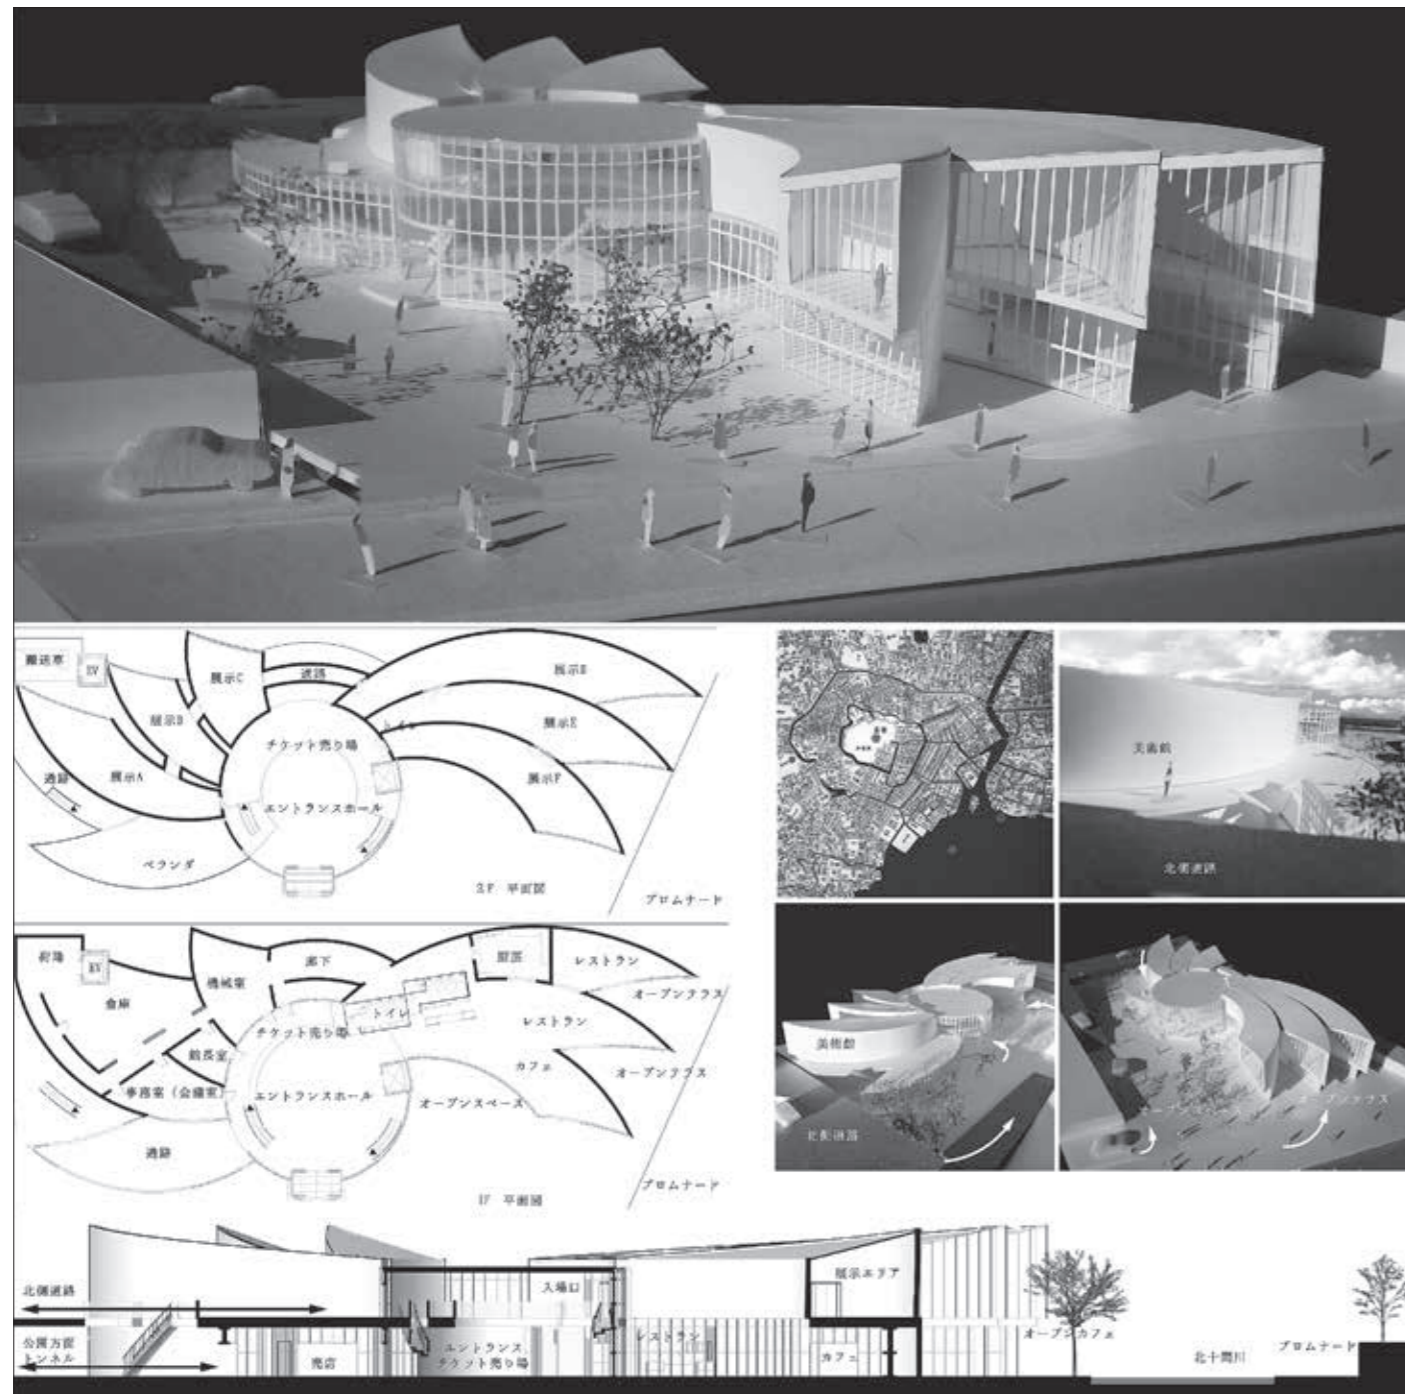 搬送車
EV
展示C
通路
展示D
展示B
展示E
チケット売り場
展示A
展示F
通路
エントランスホール
ベランダ
2F 平面図
プロムナード
美術館
北側道路
荷降
EV
倉庫
機械室
廊下
厨房
レストラン
オープンテラス
トイレ
チケット売り場
レストラン
館長室
カフェ
オープンテラス
事務室(会議室)
エントランスホール
オープンスペース
通路
1F 平面図
プロムナード
美術館
北側道路
オープンテラス
北側道路
入場口
展示エリア
公園方面
トンネル
売店
エントランス
チケット売り場
レストラン
カフェ
オープンカフェ
北十間川
プロムナード